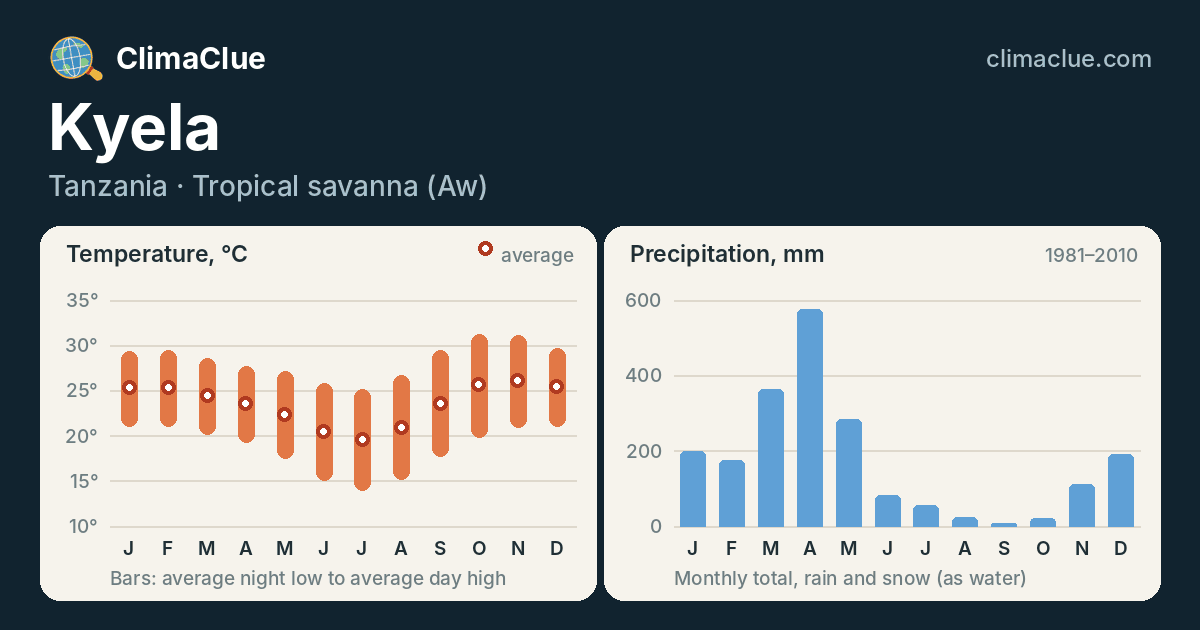 ClimaClue
climaclue.com
Kyela
Tanzania · Tropical savanna (Aw)
Temperature, °C
average
35°
30°
25°
20°
15°
10°
J F M A M J J A S O N D
Bars: average night low to average day high
Precipitation, mm
1981–2010
600
400
200
0
J F M A M J J A S O N D
Monthly total, rain and snow (as water)